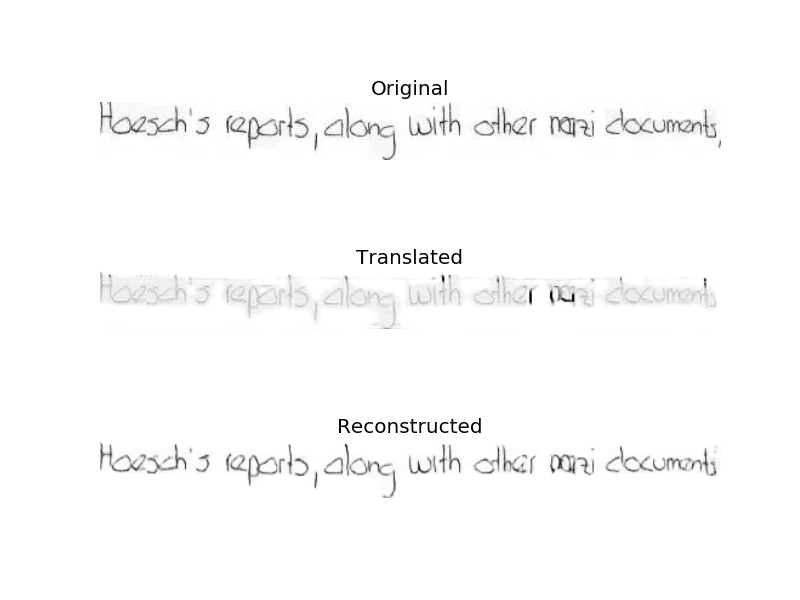 Original
Hoesch's reports, along with other nazi documents,
Translated
Hoesch's reports, along with other nazi documents
Reconstructed
Hoesch's reports, along with other nazi documents